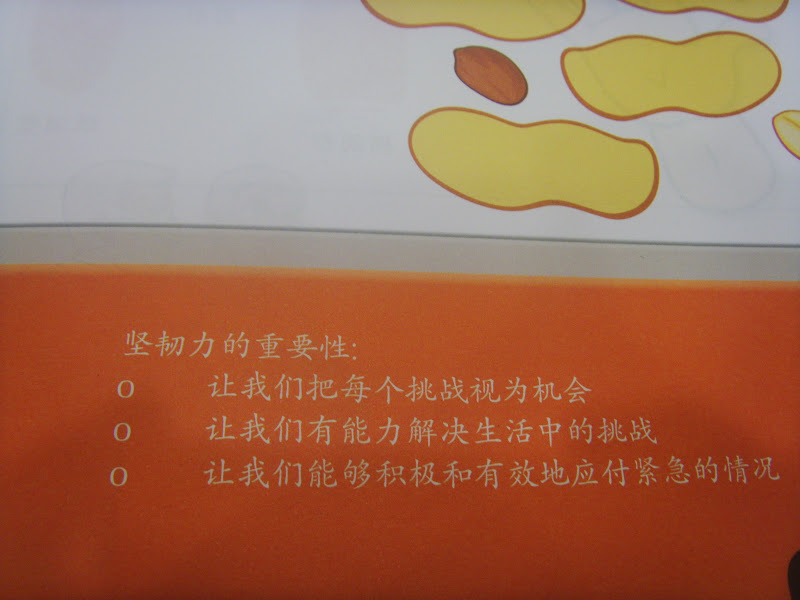 坚韧力的重要性:
o 让我们把每个挑战视为机会
o 让我们有能力解决生活中的挑战
o 让我们能够积极和有效地应付紧急的情况